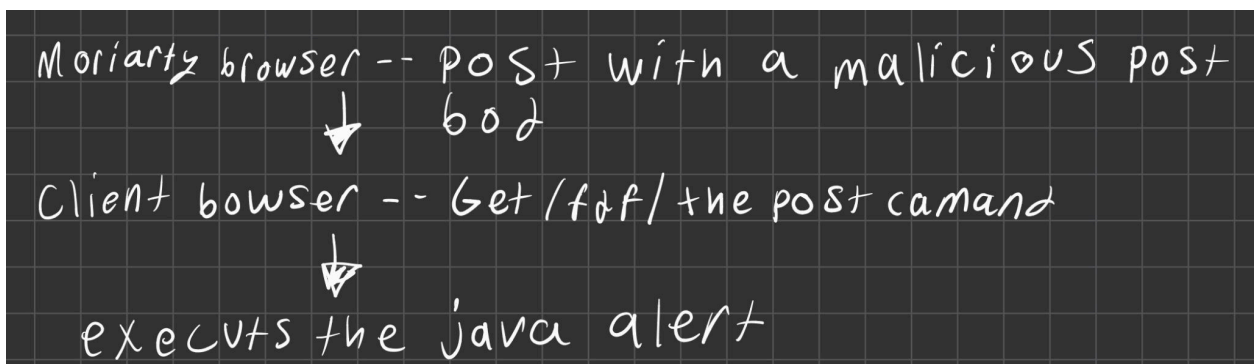 Moriarty browser -- post with a malicious post
bod
Client bowser -- Get/fdf/the post camand
executs the java alert